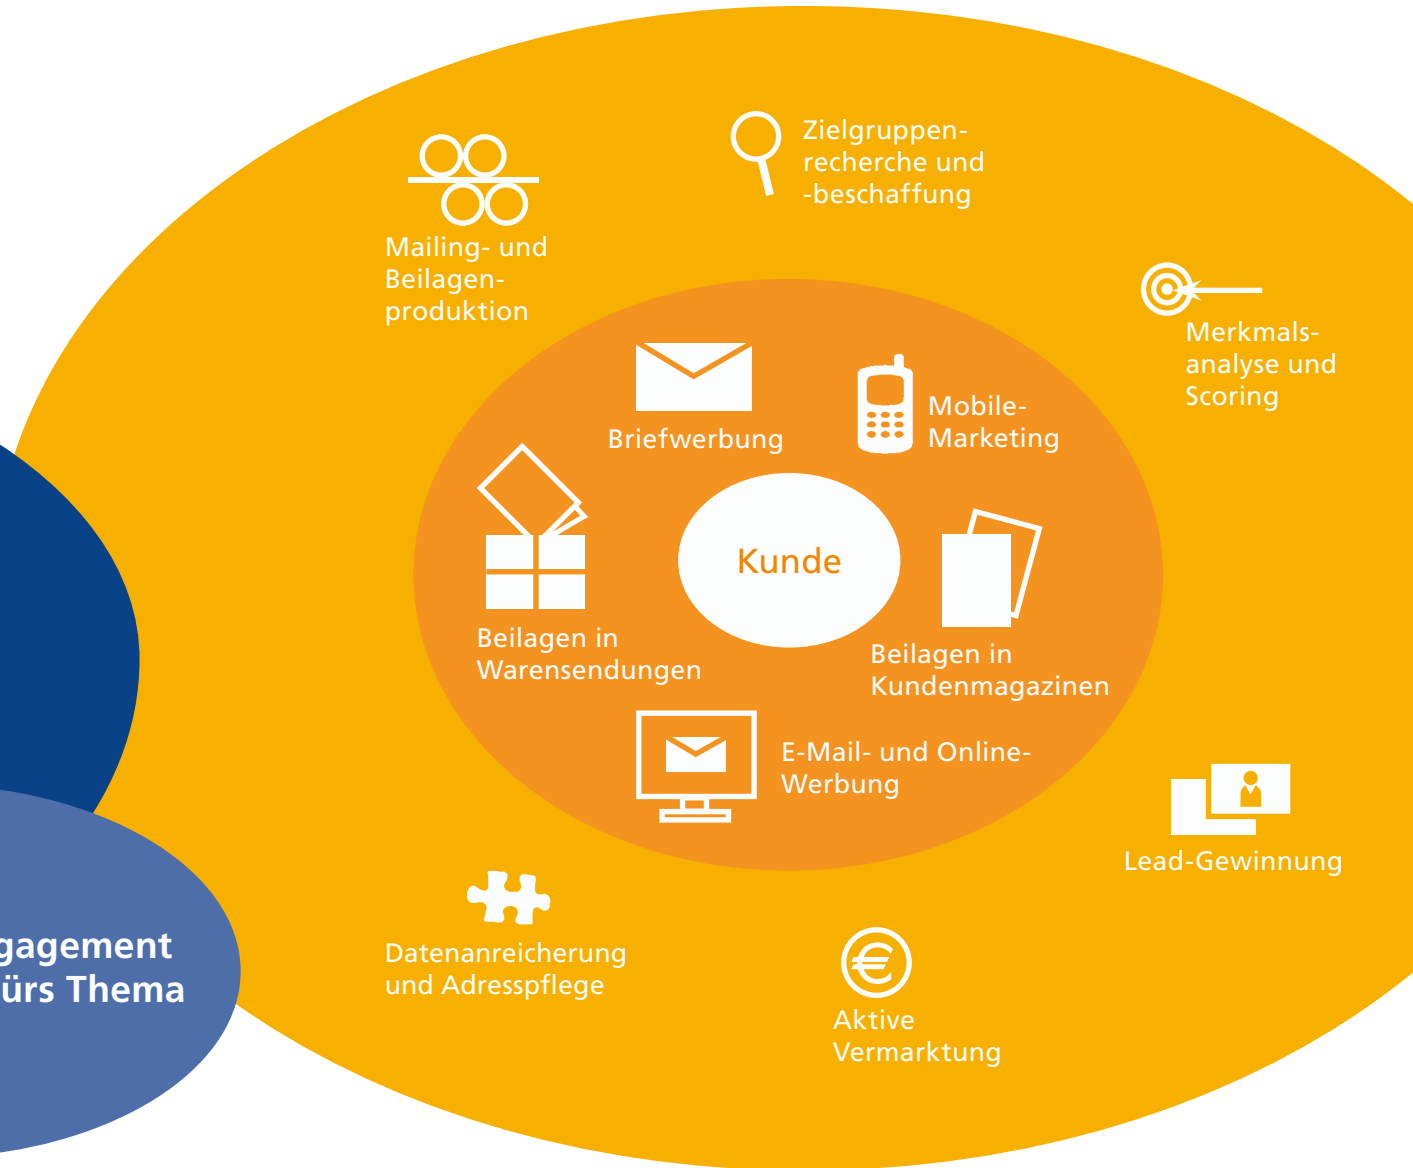 Zielgruppen-
recherche und
-beschaffung
Mailing- und
Beilagen-
produktion
Merkmals-
analyse und
Scoring
Briefwerbung
Mobile-
Marketing
Kunde
Beilagen in
Warensendungen
Beilagen in
Kundenmagazinen
E-Mail- und Online-
Werbung
Lead-Gewinnung
Datenanreicherung
und Adresspflege
gagement
ürs Thema
Aktive
Vermarktung